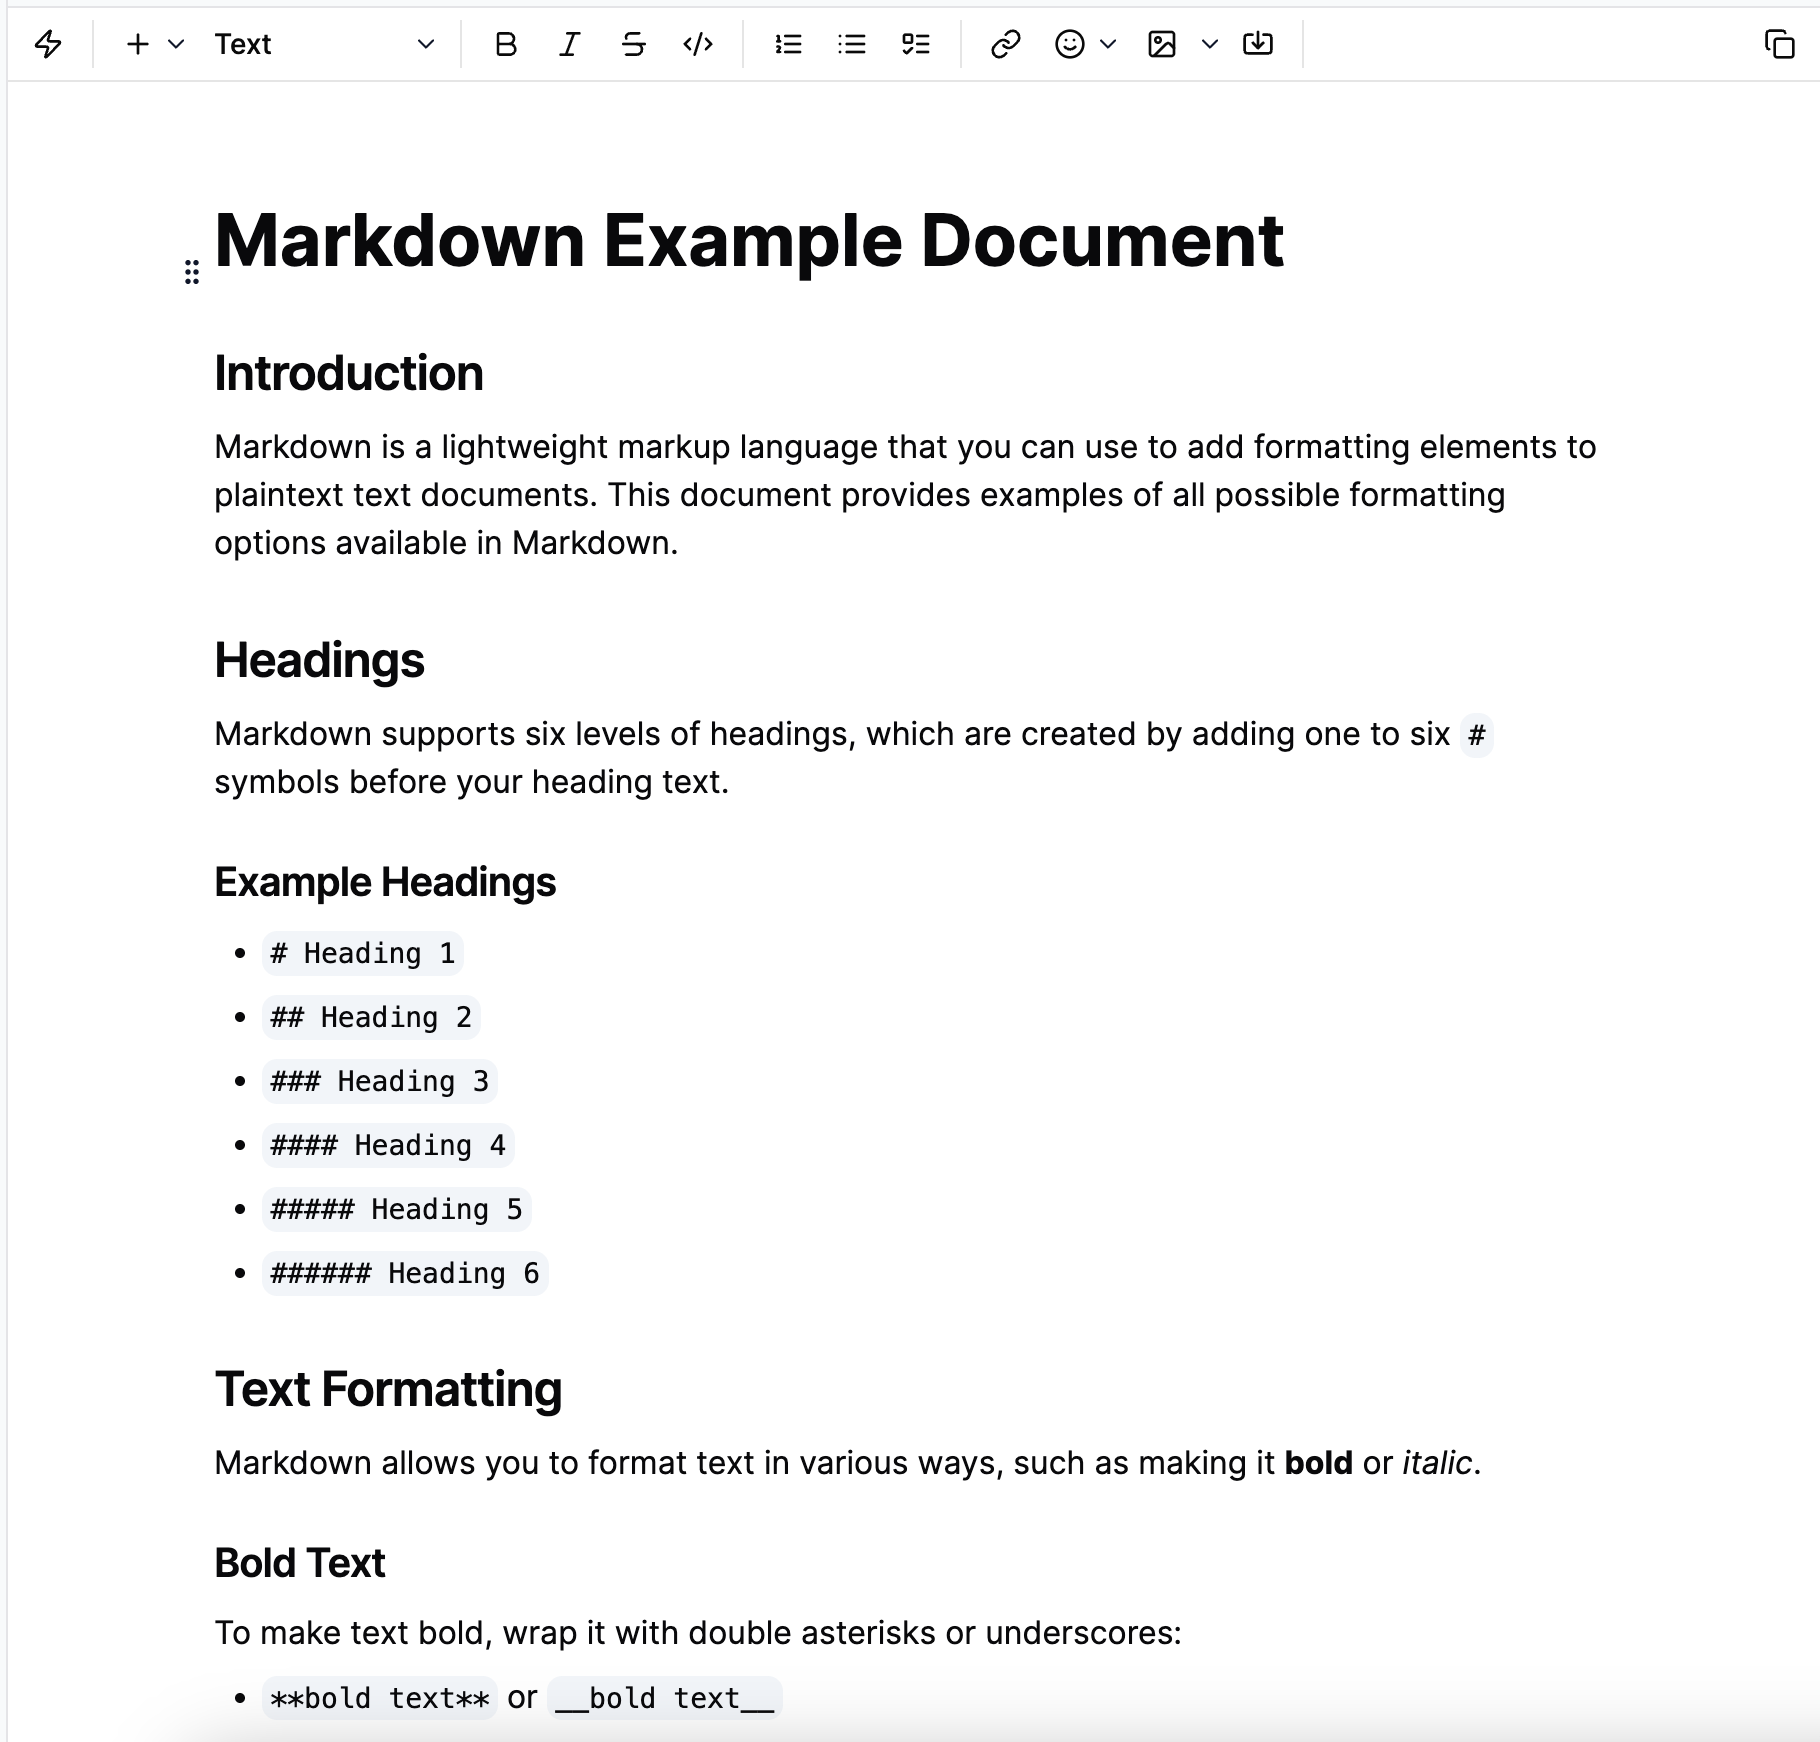 Text
Markdown Example Document
Introduction
Markdown is a lightweight markup language that you can use to add formatting elements to
plaintext text documents. This document provides examples of all possible formatting
options available in Markdown.
Headings
Markdown supports six levels of headings, which are created by adding one to six #
symbols before your heading text.
Example Headings
• # Heading 1
• ## Heading 2
• ### Heading 3
• #### Heading 4
• ##### Heading 5
• ###### Heading 6
Text Formatting
Markdown allows you to format text in various ways, such as making it bold or italic.
Bold Text
To make text bold, wrap it with double asterisks or underscores:
• **bold text** or __bold text__